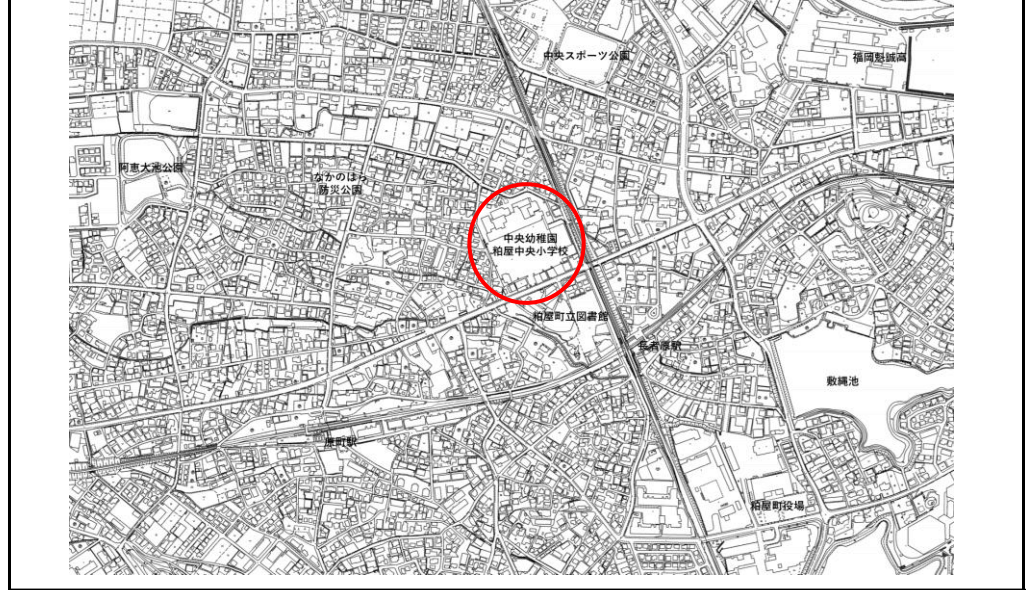 中央スポーツ公園
福岡魁誠高
阿恵大池公園
なかのはら
防災公園
中央幼稚園
粕屋中央小学校
粕屋町立図書館
長者原駅
敷縄池
原町駅
粕屋町役場